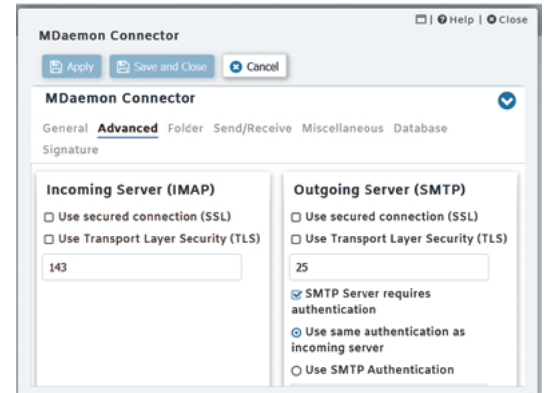 Help | Close
MDaemon Connector
Apply Save and Close Cancel
MDaemon Connector
General Advanced Folder Send/Receive Miscellaneous Database
Signature
Incoming Server (IMAP)
Use secured connection (SSL)
Use Transport Layer Security (TLS)
143
Outgoing Server (SMTP)
Use secured connection (SSL)
Use Transport Layer Security (TLS)
25
SMTP Server requires
authentication
Use same authentication as
incoming server
Use SMTP Authentication